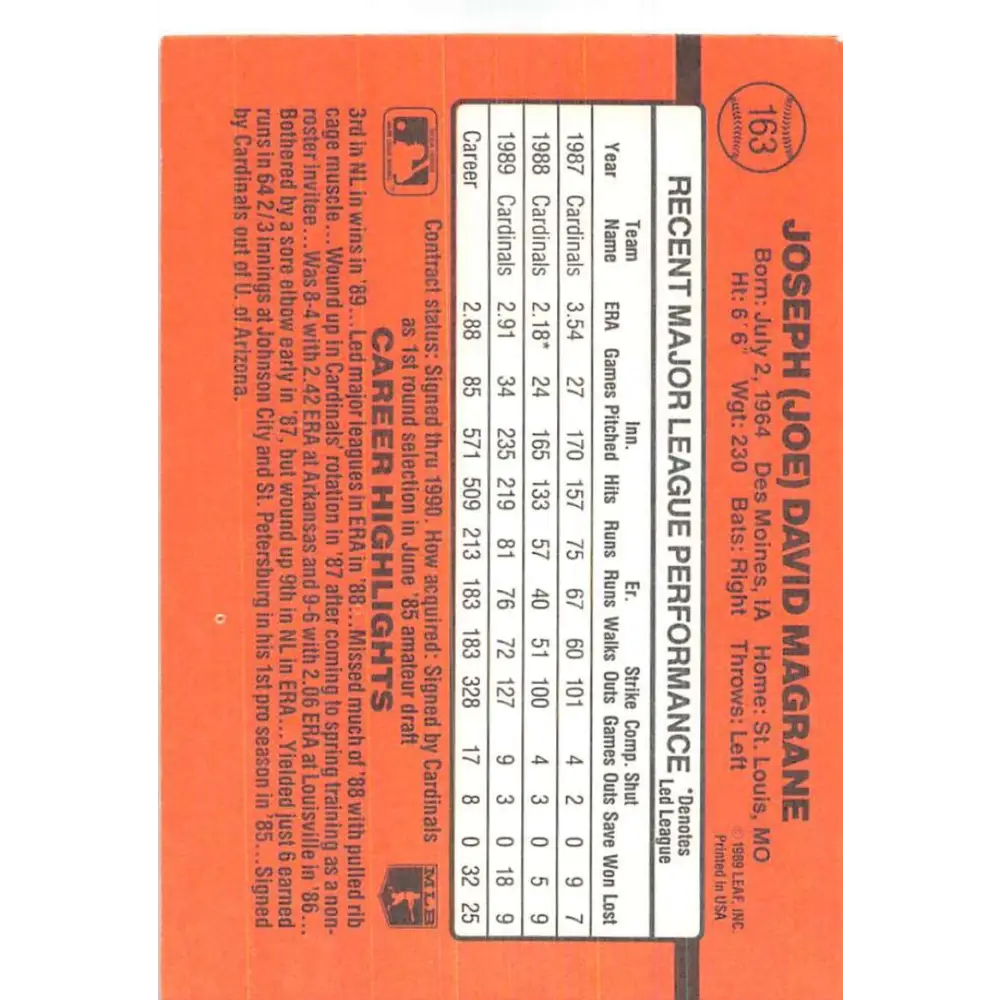 163
JOSEPH (JOE) DAVID MAGRANE
Born: July 2, 1964 Des Moines, IA Home: St. Louis, MO
Ht: 6'6" Wgt: 230 Bats: Right Throws: Left
© 1989 LEAF, INC.
Printed in USA
RECENT MAJOR LEAGUE PERFORMANCE *Denotes
Led League
Team Inn. Er. Strike Comp. Shut
Year Name ERA Games Pitched Hits Runs Runs Walks Outs Games Outs Save Won Lost
1987 Cardinals 3.54 27 170 157 75 67 60 101 4 2 0 9 7
1988 Cardinals 2.18* 24 165 133 57 40 51 100 4 3 0 5 9
1989 Cardinals 2.91 34 235 219 81 76 72 127 9 3 0 18 9
Career 2.88 85 571 509 213 183 183 328 17 8 0 32 25
Contract status: Signed thru 1990. How acquired: Signed by Cardinals
as 1st round selection in June '85 amateur draft
MLB
CAREER HIGHLIGHTS
3rd in NL in wins in '89...Led major leagues in ERA in '88...Missed much of '88 with pulled rib
cage muscle...Wound up in Cardinals' rotation in '87 after coming to spring training as a non-
roster invitee...Was 8-4 with 2.42 ERA at Arkansas and 9-6 with 2.06 ERA at Louisville in '86...
Bothered by a sore elbow early in '87, but wound up 9th in NL in ERA...Yielded just 6 earned
runs in 64 2/3 innings at Johnson City and St. Petersburg in his 1st pro season in '85...Signed
by Cardinals out of U. of Arizona.